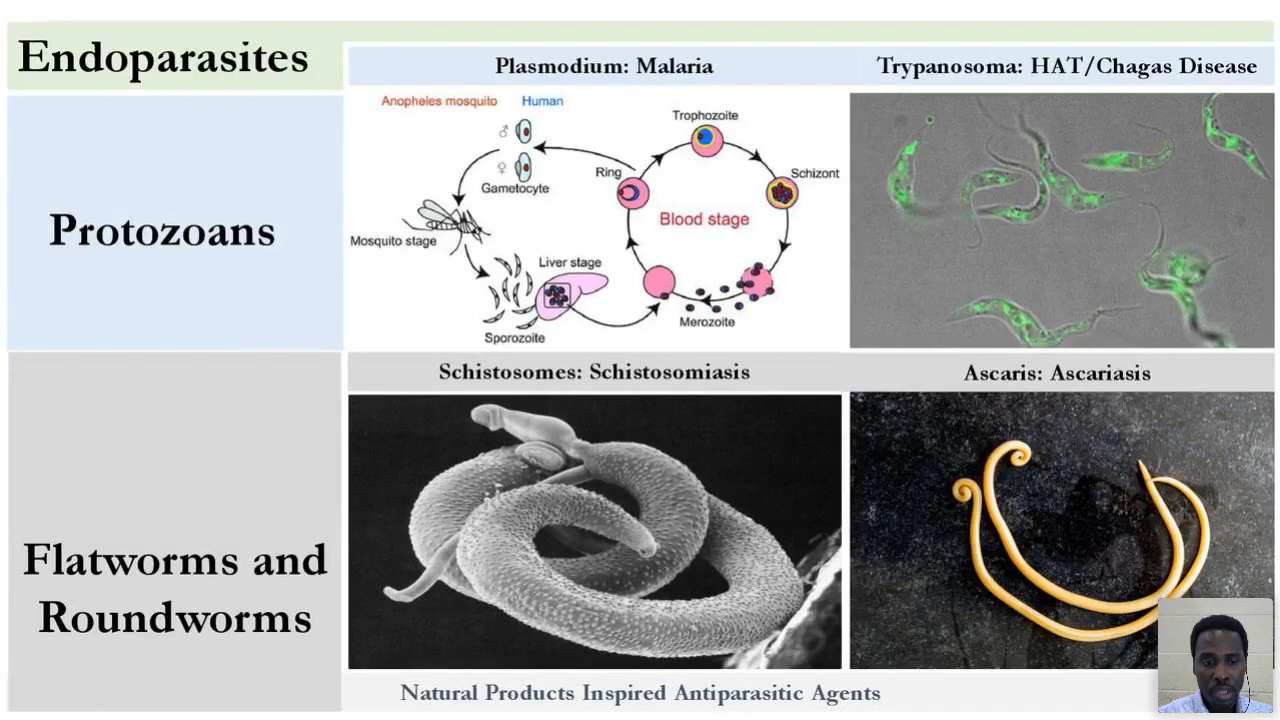 Endoparasites
Plasmodium: Malaria
Trypanosoma: HAT/Chagas Disease
Protozoans
Anopheles mosquito
Human
♂
♀
Gametocyte
Mosquito stage
Sporozoite
Liver stage
Ring
Trophozoite
Schizont
Blood stage
Merozoite
Schistosomes: Schistosomiasis
Ascaris: Ascariasis
Flatworms and
Roundworms
Natural Products Inspired Antiparasitic Agents